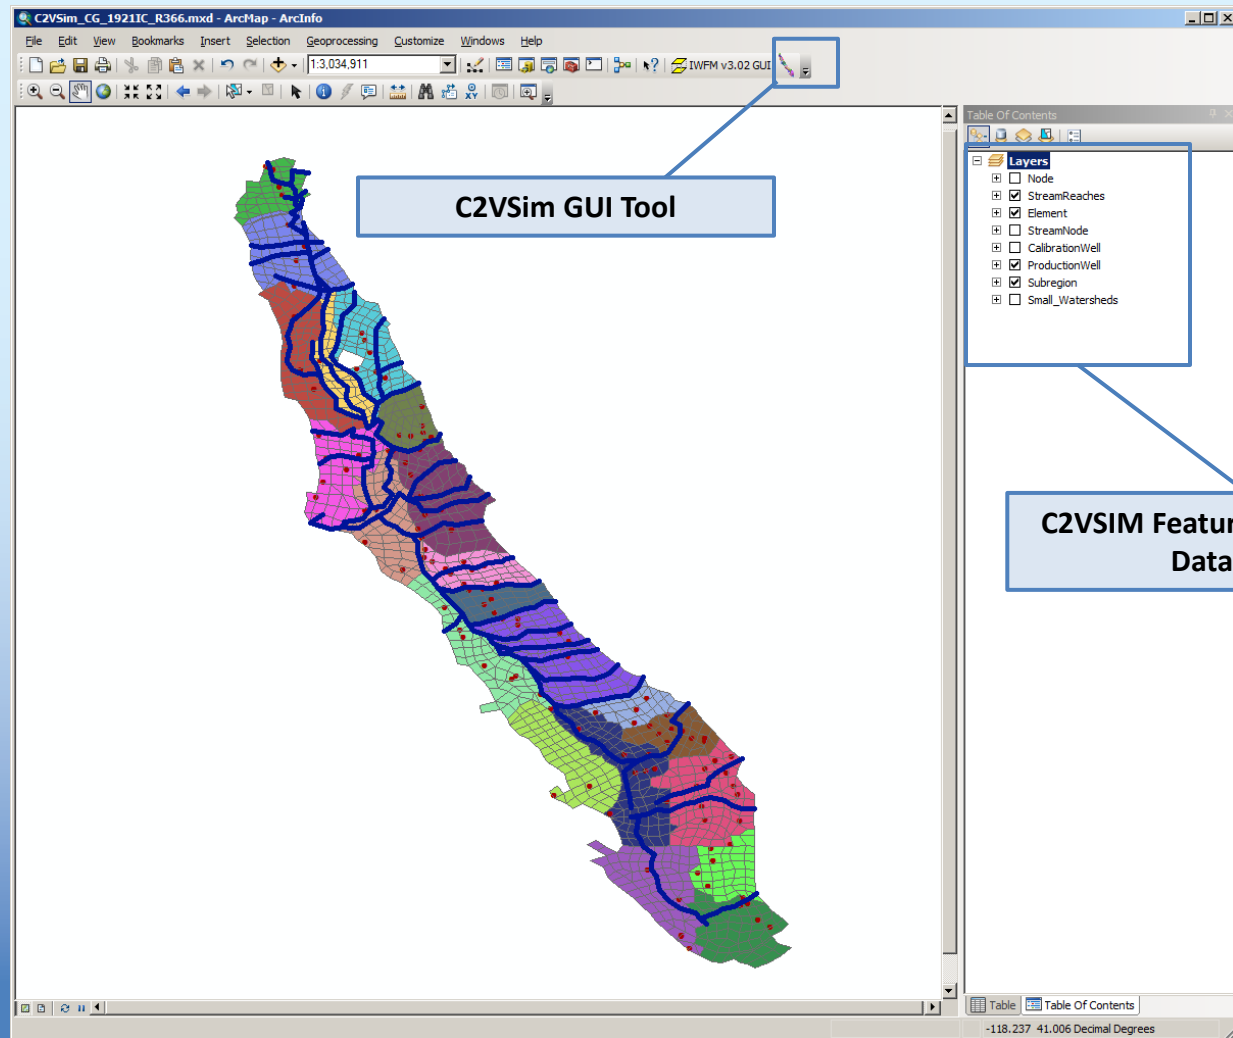 C2VSim_CG_1921IC_R366.mxd - ArcMap - ArcInfo
File Edit View Bookmarks Insert Selection Geoprocessing Customize Windows Help
1:3,034,911
IWFM v3.02 GUI
Table Of Contents
C2VSim GUI Tool
Layers
Node
StreamReaches
Element
StreamNode
CalibrationWell
ProductionWell
Subregion
Small_Watersheds
C2VSIM Featur
Data
Table Table Of Contents
-118.237 41.006 Decimal Degrees